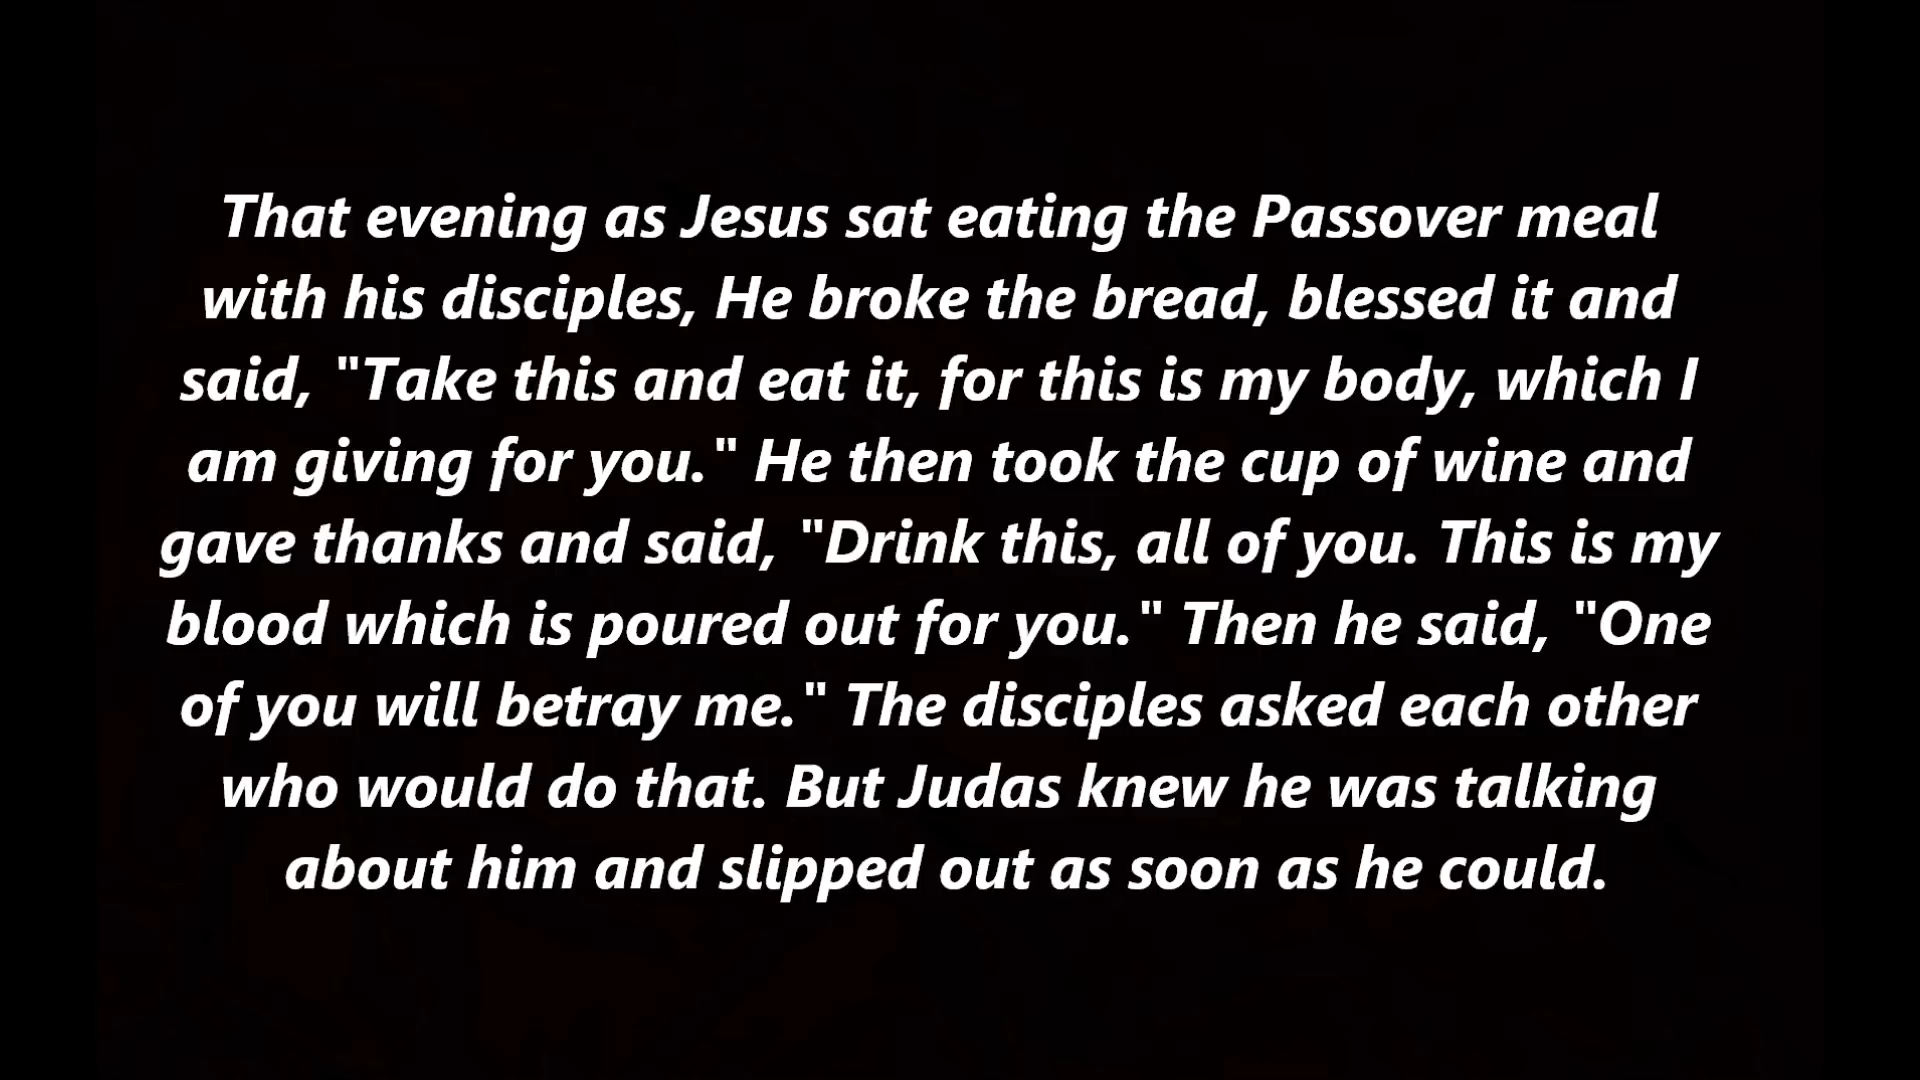 That evening as Jesus sat eating the Passover meal
with his disciples, He broke the bread, blessed it and
said, "Take this and eat it, for this is my body, which I
am giving for you." He then took the cup of wine and
gave thanks and said, "Drink this, all of you. This is my
blood which is poured out for you." Then he said, "One
of you will betray me." The disciples asked each other
who would do that. But Judas knew he was talking
about him and slipped out as soon as he could.